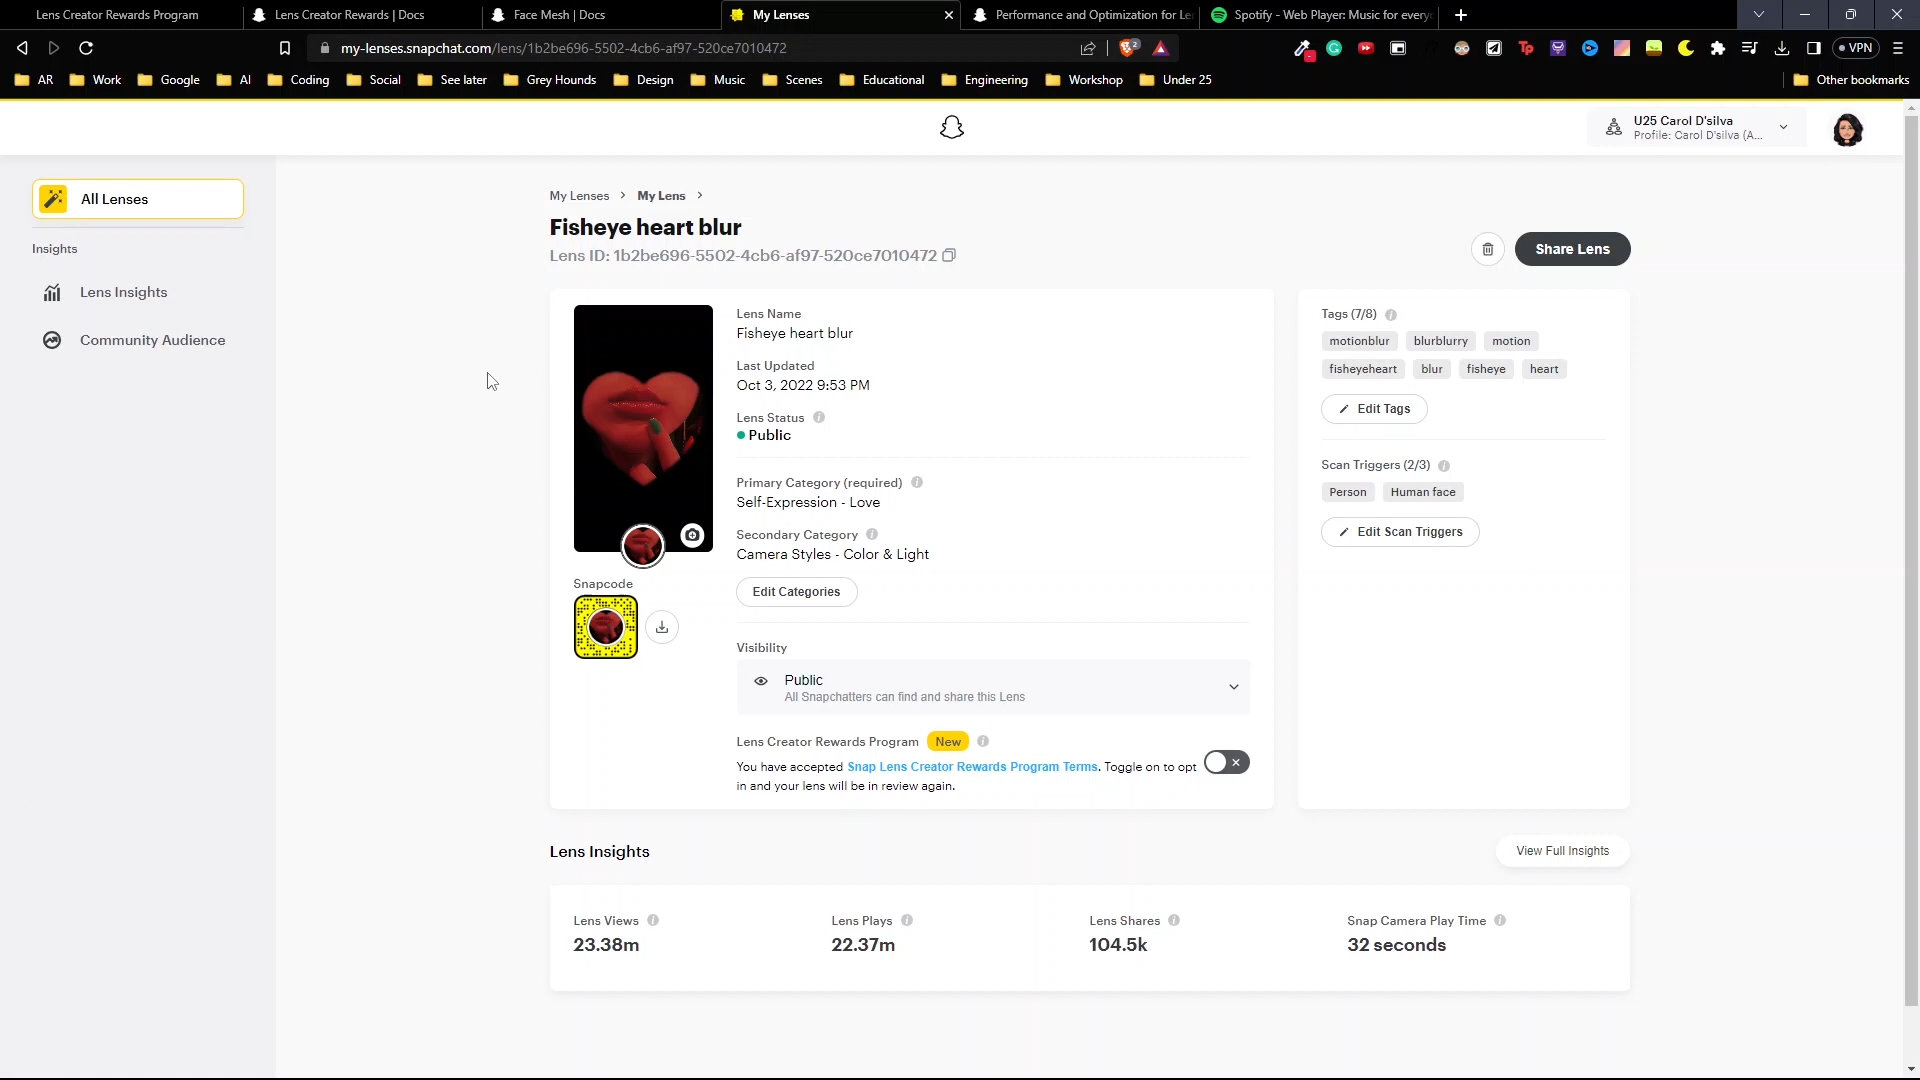 Lens Creator Rewards Program
Lens Creator Rewards | Docs
Face Mesh | Docs
My Lenses
Performance and Optimization for Le
Spotify - Web Player: Music for every
my-lenses.snapchat.com/lens/1b2be696-5502-4cb6-af97-520ce7010472
2
Tp
VPN
AR
Work
Google
AI
Coding
Social
See later
Grey Hounds
Design
Music
Scenes
Educational
Engineering
Workshop
Under 25
Other bookmarks
U25 Carol D'silva
Profile: Carol D'silva (A...
All Lenses
Insights
Lens Insights
Community Audience
My Lenses > My Lens >
Fisheye heart blur
Lens ID: 1b2be696-5502-4cb6-af97-520ce7010472
Share Lens
Lens Name
Fisheye heart blur
Last Updated
Oct 3, 2022 9:53 PM
Lens Status
Public
Primary Category (required)
Self-Expression - Love
Secondary Category
Camera Styles - Color & Light
Edit Categories
Snapcode
Visibility
Public
All Snapchatters can find and share this Lens
Lens Creator Rewards Program New
You have accepted Snap Lens Creator Rewards Program Terms. Toggle on to opt
in and your lens will be in review again.
Tags (7/8)
motionblur
blurblurry
motion
fisheyeheart
blur
fisheye
heart
Edit Tags
Scan Triggers (2/3)
Person
Human face
Edit Scan Triggers
Lens Insights
View Full Insights
Lens Views
23.38m
Lens Plays
22.37m
Lens Shares
104.5k
Snap Camera Play Time
32 seconds